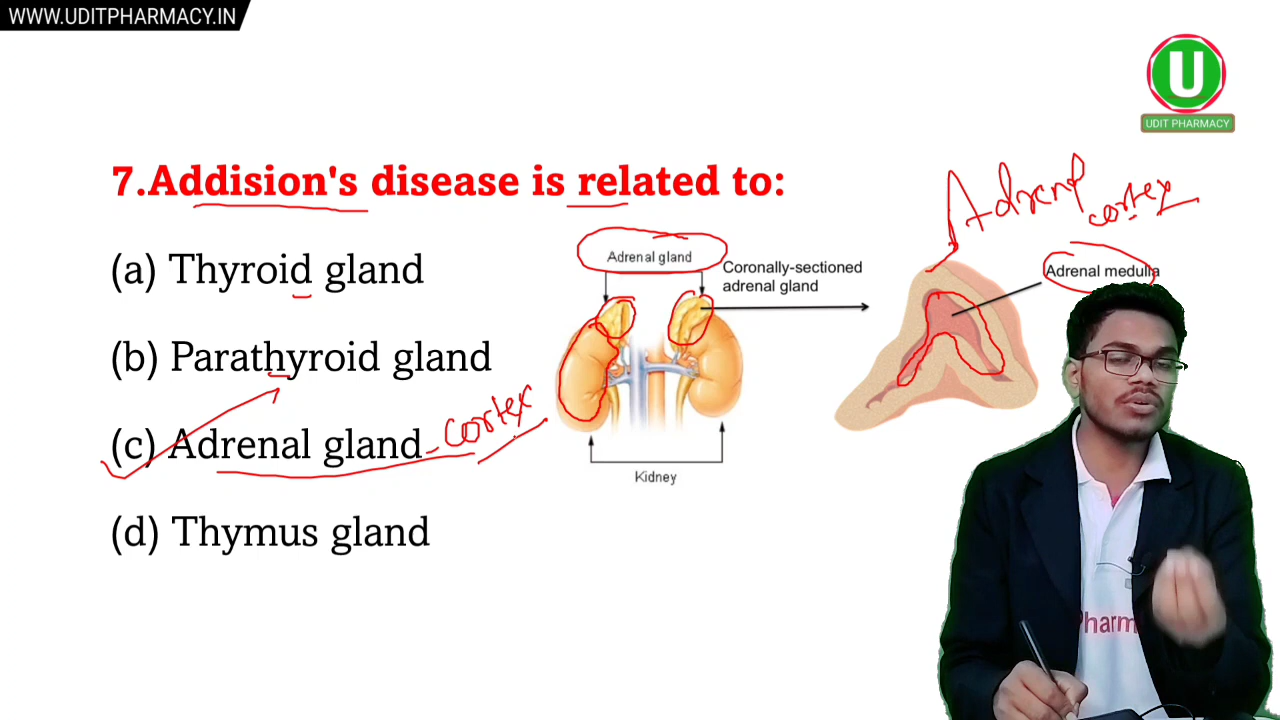 WWW.UDITPHARMACY.IN
U
UDIT PHARMACY
7.Addision's disease is related to:
(a) Thyroid gland
(b) Parathyroid gland
(c) Adrenal gland - cortex
(d) Thymus gland
Adrenal gland
Coronally-sectioned
adrenal gland
Kidney
cortex
Adrenal medulla
Pharm